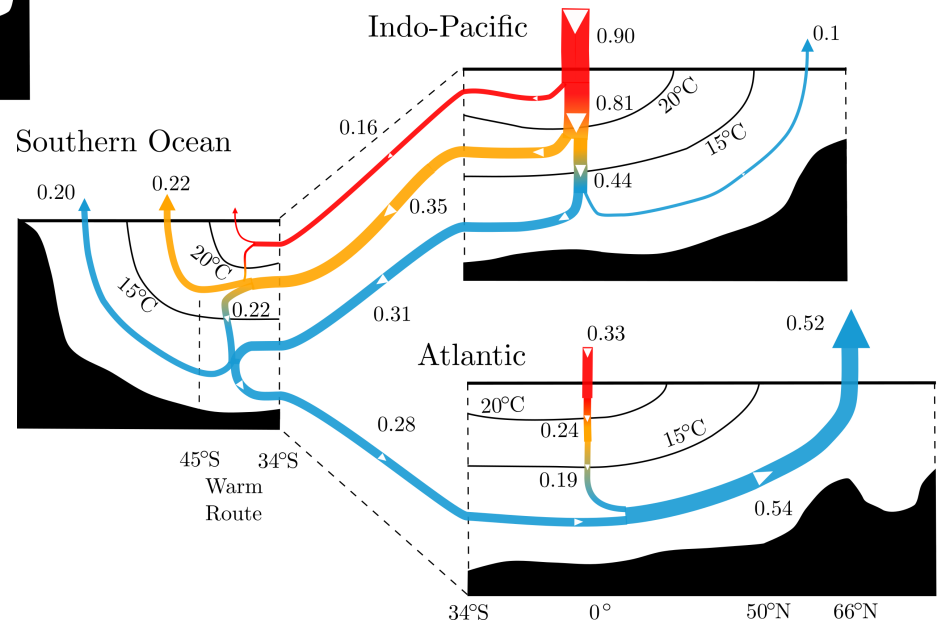 Indo-Pacific
0.90
0.1
0.81
20°C
0.16
15°C
Southern Ocean
0.44
0.20
0.22
0.35
20°C
15°C
0.22
0.31
0.52
0.33
Atlantic
20°C
0.28
0.24
15°C
45°S
34°S
0.19
Warm
Route
0.54
34°S
0°
50°N
66°N